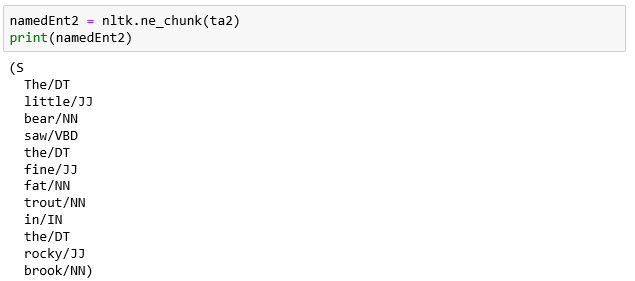 namedEnt2 = nltk.ne_chunk(ta2)
print(namedEnt2)
(S
The/DT
little/JJ
bear/NN
saw/VBD
the/DT
fine/JJ
fat/NN
trout/NN
in/IN
the/DT
rocky/JJ
brook/NN)